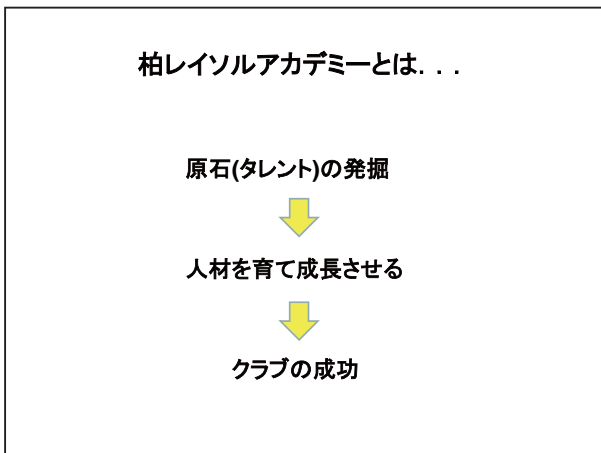 柏レイソルアカデミーとは. . .
原石(タレント)の発掘
人材を育て成長させる
クラブの成功